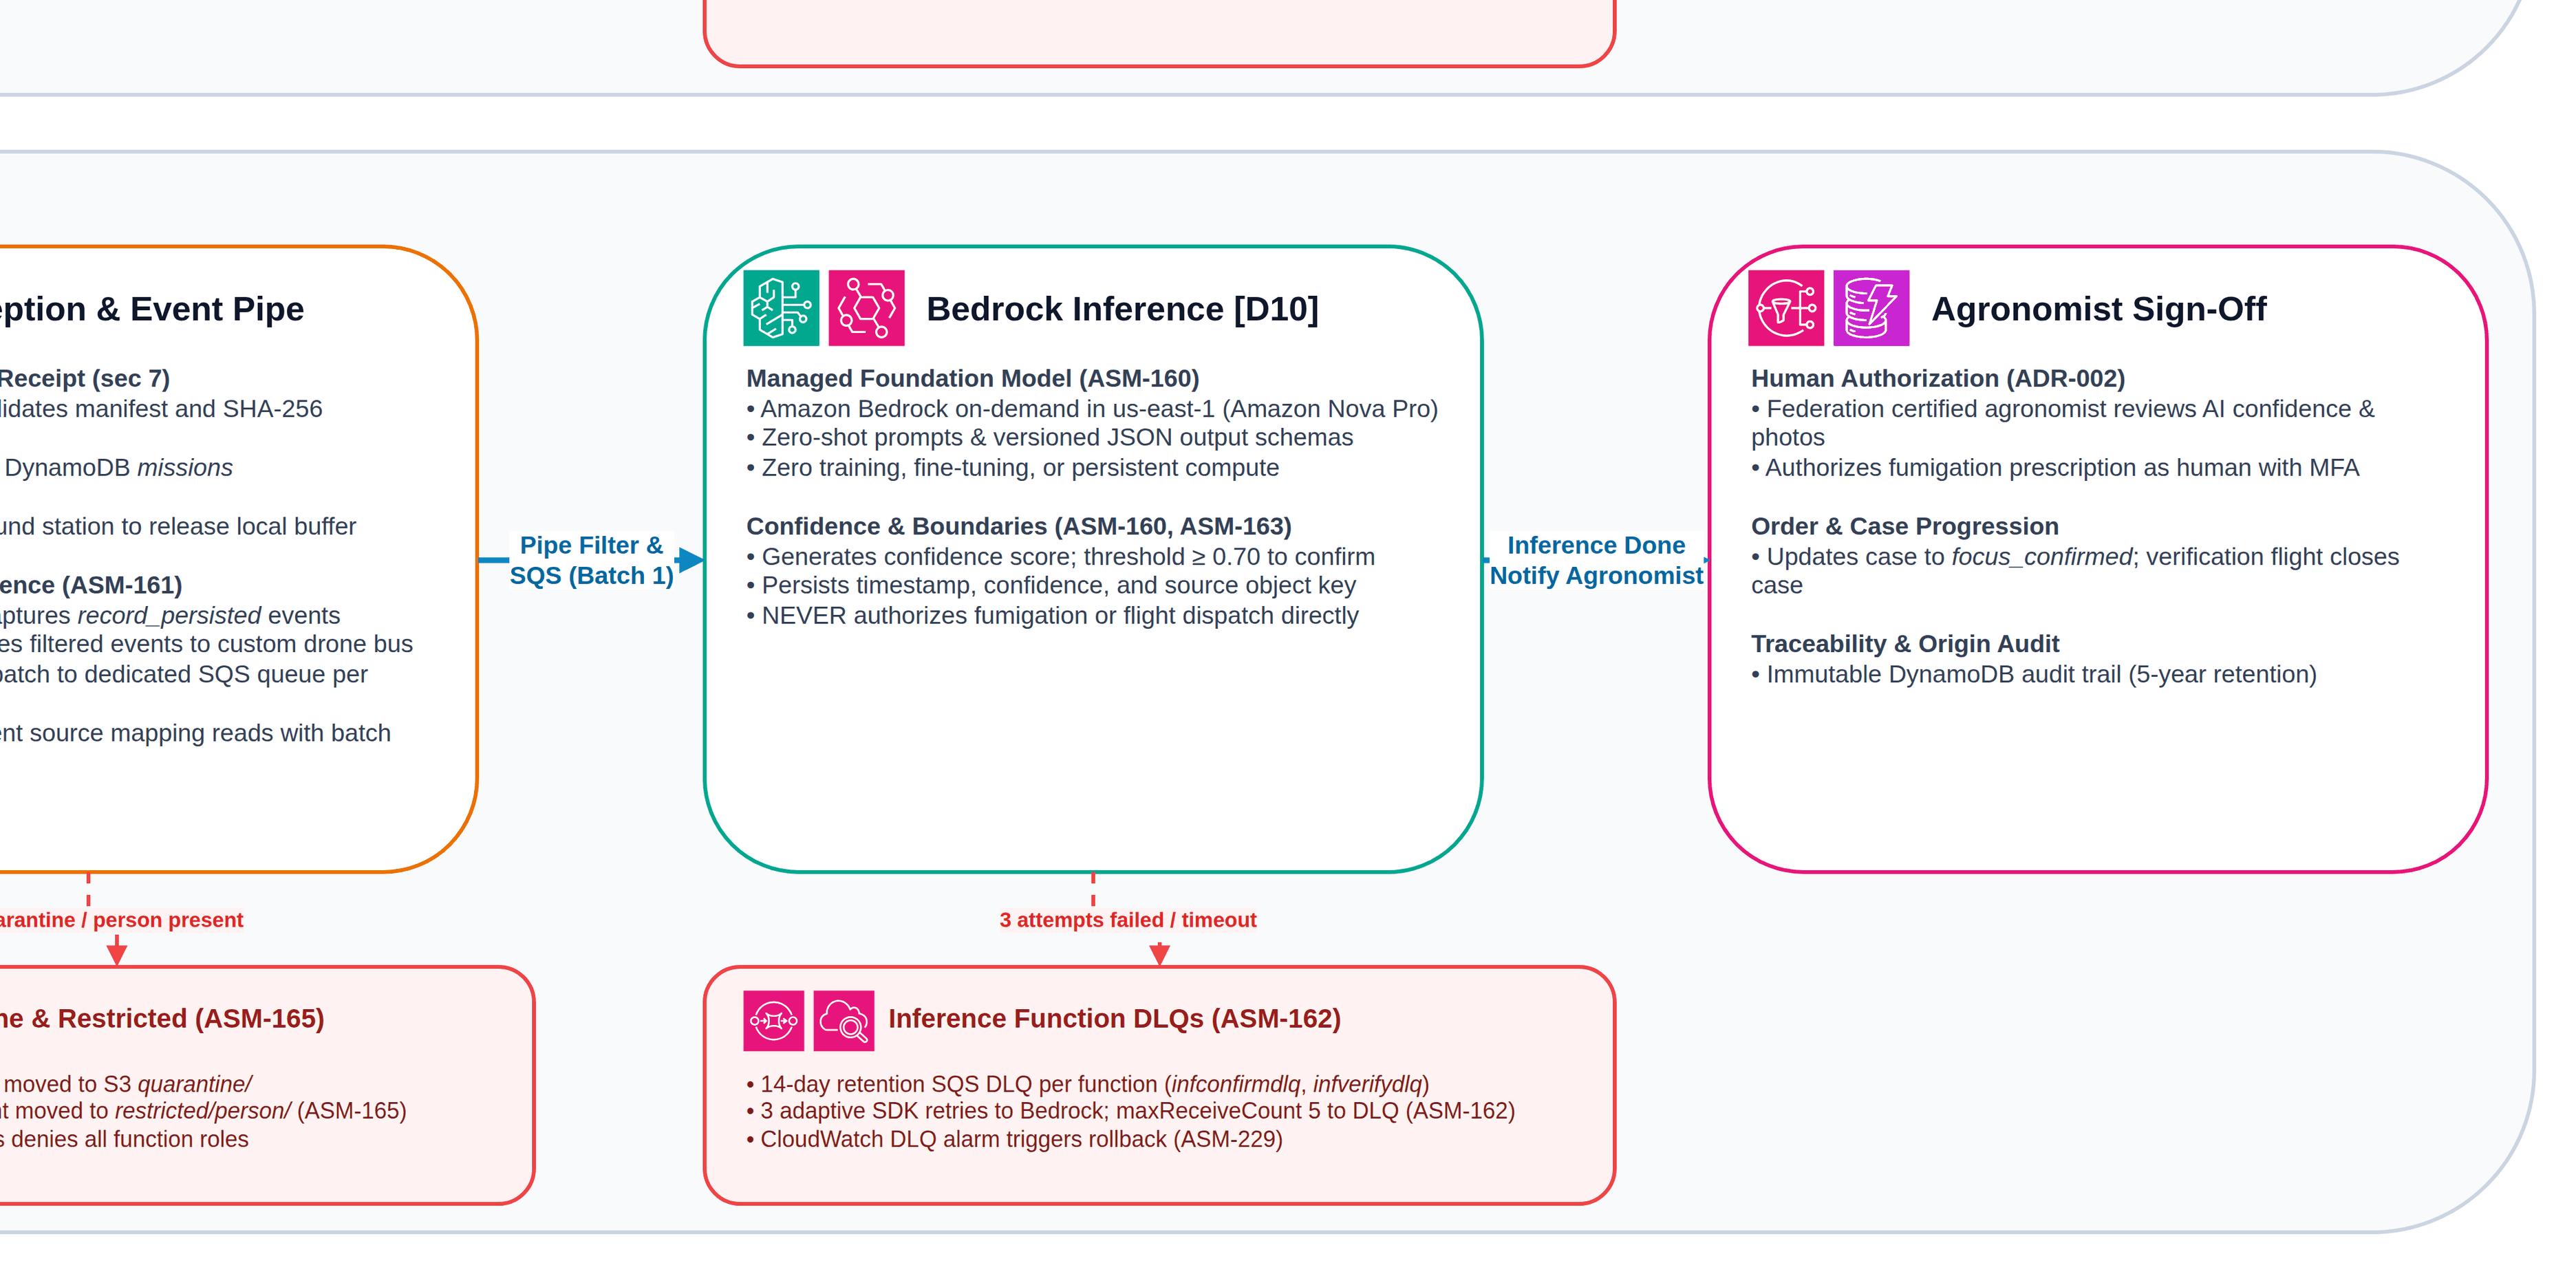 eption & Event Pipe
Receipt (sec 7)
lidates manifest and SHA-256
DynamoDB missions
und station to release local buffer
ence (ASM-161)
aptures record_persisted events
es filtered events to custom drone bus
patch to dedicated SQS queue per
ent source mapping reads with batch
Pipe Filter &
SQS (Batch 1)
Bedrock Inference [D10]
Managed Foundation Model (ASM-160)
• Amazon Bedrock on-demand in us-east-1 (Amazon Nova Pro)
• Zero-shot prompts & versioned JSON output schemas
• Zero training, fine-tuning, or persistent compute
Confidence & Boundaries (ASM-160, ASM-163)
• Generates confidence score; threshold ≥ 0.70 to confirm
• Persists timestamp, confidence, and source object key
• NEVER authorizes fumigation or flight dispatch directly
Inference Done
Notify Agronomist
Agronomist Sign-Off
Human Authorization (ADR-002)
• Federation certified agronomist reviews AI confidence &
photos
• Authorizes fumigation prescription as human with MFA
Order & Case Progression
• Updates case to focus_confirmed; verification flight closes
case
Traceability & Origin Audit
• Immutable DynamoDB audit trail (5-year retention)
arantine / person present
3 attempts failed / timeout
ne & Restricted (ASM-165)
moved to S3 quarantine/
nt moved to restricted/person/ (ASM-165)
s denies all function roles
Inference Function DLQs (ASM-162)
• 14-day retention SQS DLQ per function (infconfirmdlq, infverifydlq)
• 3 adaptive SDK retries to Bedrock; maxReceiveCount 5 to DLQ (ASM-162)
• CloudWatch DLQ alarm triggers rollback (ASM-229)